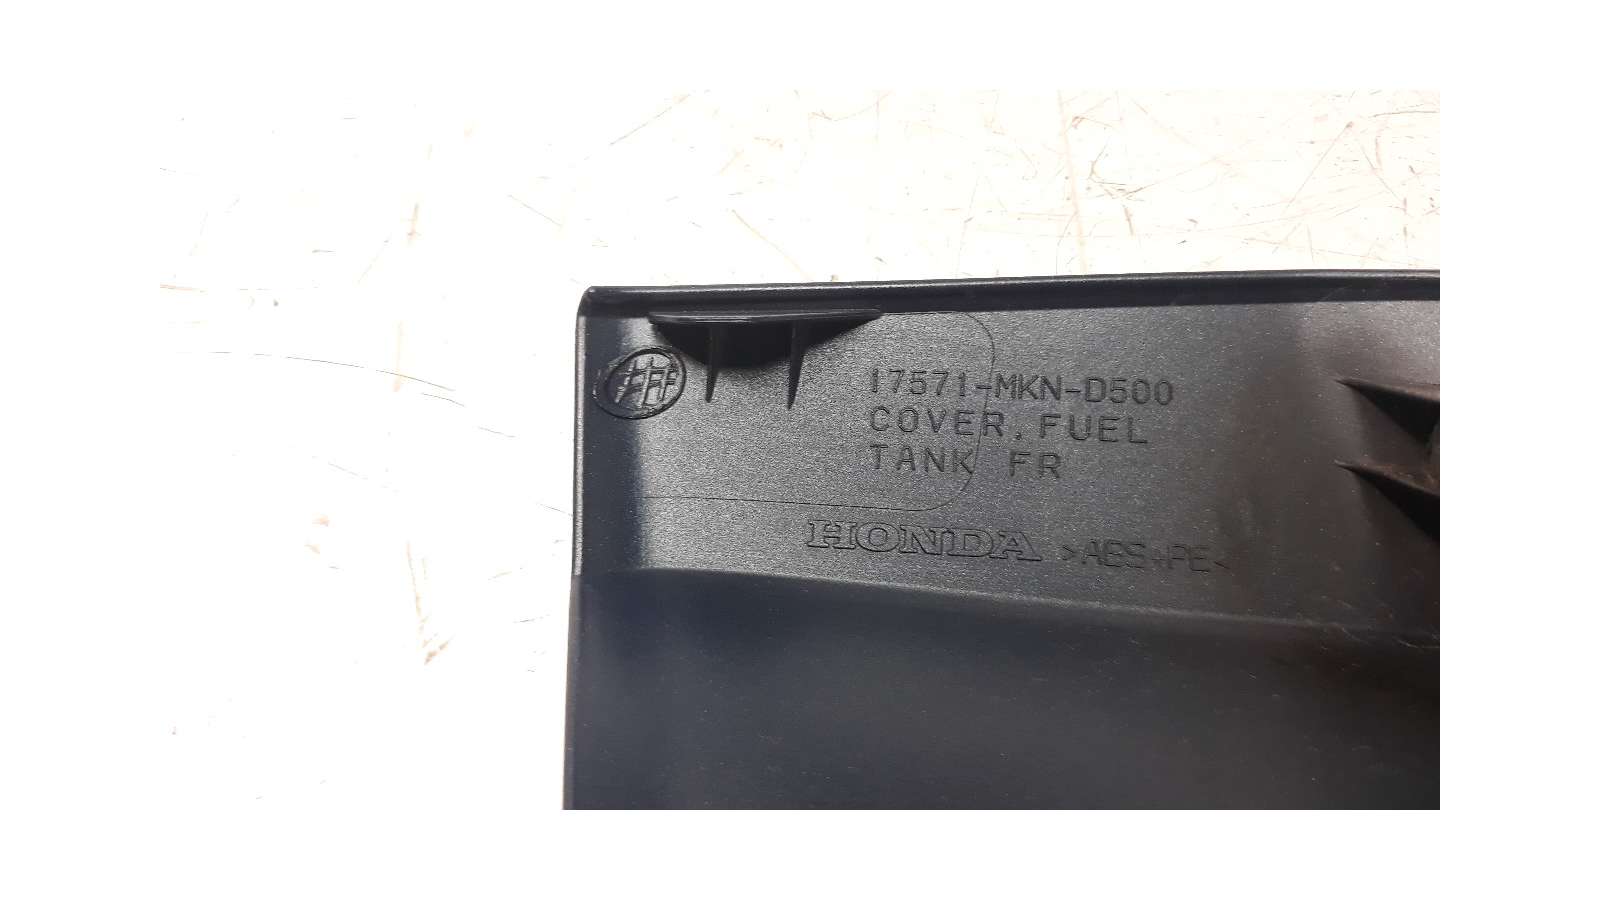 17571-MKN-D500
COVER, FUEL
TANK FR
HONDA >ABS+PE<